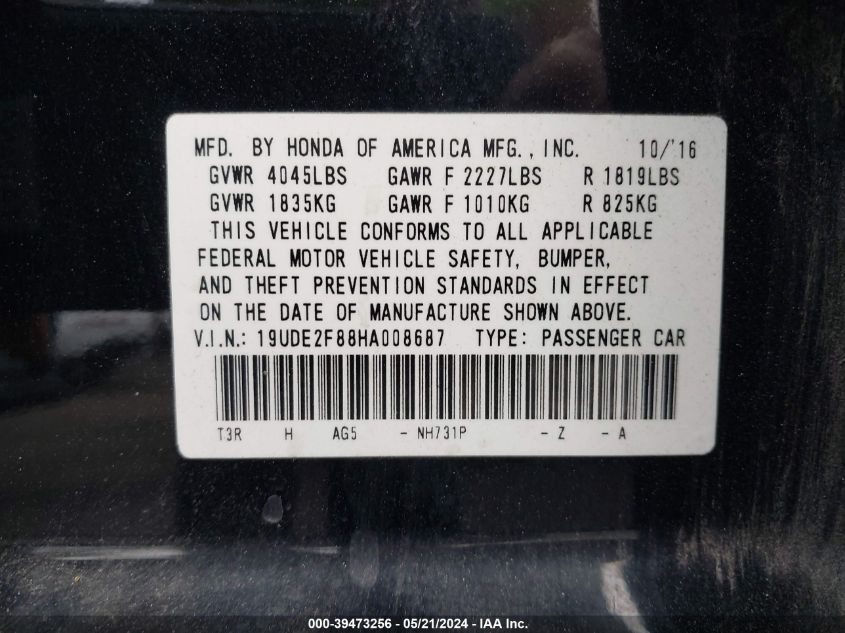 MFD. BY HONDA OF AMERICA MFG., INC. 10/'16
GVWR 4045LBS GAWR F 2227LBS R 1819LBS
GVWR 1835KG GAWR F 1010KG R 825KG
THIS VEHICLE CONFORMS TO ALL APPLICABLE
FEDERAL MOTOR VEHICLE SAFETY, BUMPER,
AND THEFT PREVENTION STANDARDS IN EFFECT
ON THE DATE OF MANUFACTURE SHOWN ABOVE.
V.I.N.: 19UDE2F88HA008687 TYPE: PASSENGER CAR
T3R H AG5 - NH731P - Z - A
000-39473256 - 05/21/2024 - IAA Inc.